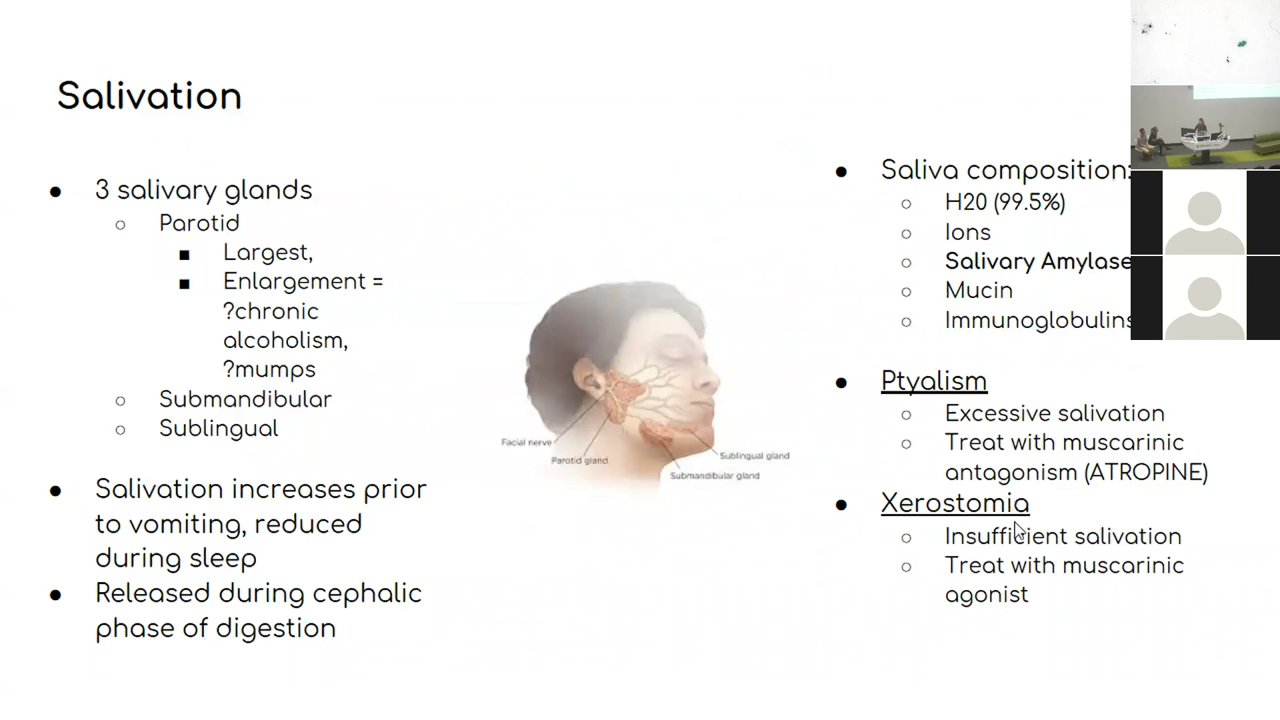 Salivation
3 salivary glands
Parotid
Largest,
Enlargement =
?chronic
alcoholism,
?mumps
Submandibular
Sublingual
Salivation increases prior
to vomiting, reduced
during sleep
Released during cephalic
phase of digestion
Facial nerve
Parotid gland
Sublingual gland
Submandibular gland
Saliva composition:
H20 (99.5%)
Ions
Salivary Amylase
Mucin
Immunoglobulins
Ptyalism
Excessive salivation
Treat with muscarinic
antagonism (ATROPINE)
Xerostomia
Insufficient salivation
Treat with muscarinic
agonist